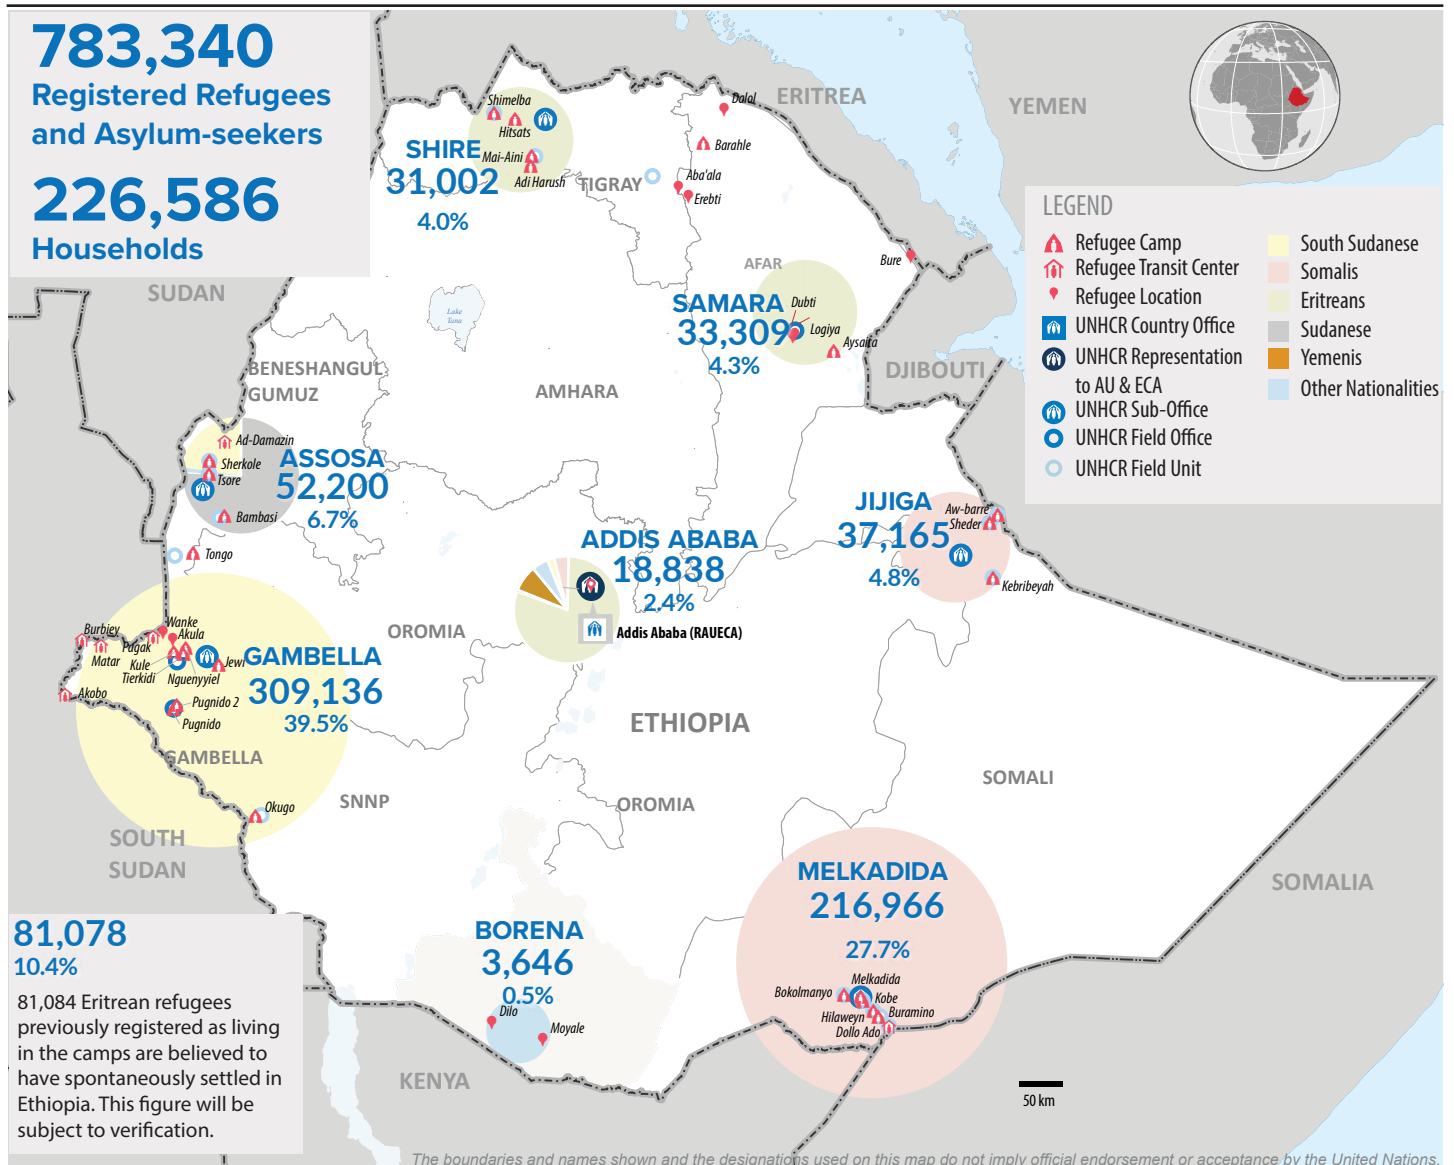 783,340
Registered Refugees
and Asylum-seekers
226,586
Households
SUDAN
ERITREA
YEMEN
Shimelba
Hitsats
SHIRE
Mai-Aini
31,002
Adi Harush
4.0%
TIGRAY
Dalol
Barahle
Aba'ala
Erebti
Bure
AFAR
SAMARA
Dubti
33,309
Logiya
Aysaita
4.3%
DJIBOUTI
Lake
Tana
BENESHANGUL
GUMUZ
AMHARA
LEGEND
Refugee Camp
Refugee Transit Center
Refugee Location
UNHCR Country Office
UNHCR Representation
to AU & ECA
UNHCR Sub-Office
UNHCR Field Office
UNHCR Field Unit
South Sudanese
Somalis
Eritreans
Sudanese
Yemenis
Other Nationalities
Ad-Damazin
ASSOSA
Sherkole
Tsore
52,200
Bambasi
6.7%
Tongo
JIJIGA
37,165
4.8%
Aw-barre
Sheder
Kebribeyah
ADDIS ABABA
18,838
2.4%
Addis Ababa (RAUECA)
OROMIA
Burbiey
Wanke
Akula
Pagak
Matar
Kule
Tierkidi
Nguenyyiel
Jewi
GAMBELLA
309,136
39.5%
Akobo
Pugnido 2
Pugnido
GAMBELLA
Okugo
SNNP
ETHIOPIA
OROMIA
SOMALI
SOUTH
SUDAN
SOMALIA
MELKADIDA
216,966
27.7%
Melkadida
Bokolmanyo
Kobe
Hilaweyn
Buramino
Dollo Ado
BORENA
3,646
0.5%
Dilo
Moyale
KENYA
81,078
10.4%
81,084 Eritrean refugees
previously registered as living
in the camps are believed to
have spontaneously settled in
Ethiopia. This figure will be
subject to verification.
50 km
The boundaries and names shown and the designations used on this map do not imply official endorsement or acceptance by the United Nations.